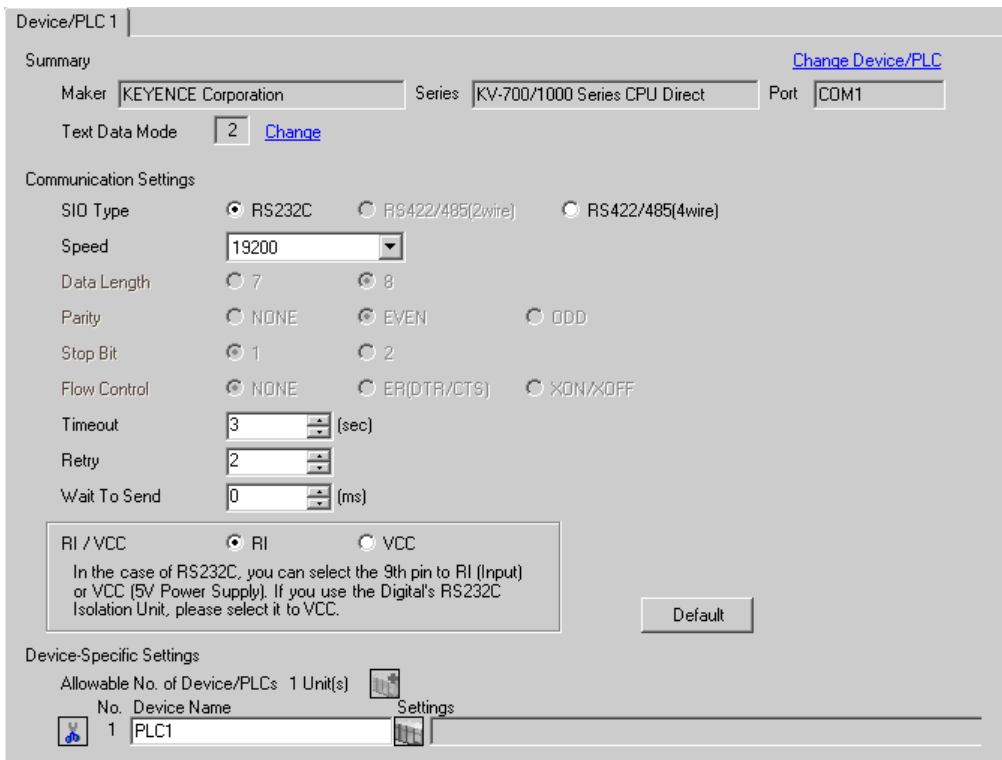 Device/PLC 1
Summary Change Device/PLC
Maker KEYENCE Corporation Series KV-700/1000 Series CPU Direct Port COM1
Text Data Mode 2 Change
Communication Settings
SIO Type RS232C RS422/485(2wire) RS422/485(4wire)
Speed 19200
Data Length 7 8
Parity NONE EVEN ODD
Stop Bit 1 2
Flow Control NONE ER(DTR/CTS) XON/XOFF
Timeout 3 (sec)
Retry 2
Wait To Send 0 (ms)
RI / VCC RI VCC
In the case of RS232C, you can select the 9th pin to RI (Input)
or VCC (5V Power Supply). If you use the Digital's RS232C
Isolation Unit, please select it to VCC.
Default
Device-Specific Settings
Allowable No. of Device/PLCs 1 Unit(s)
No. Device Name Settings
1 PLC1